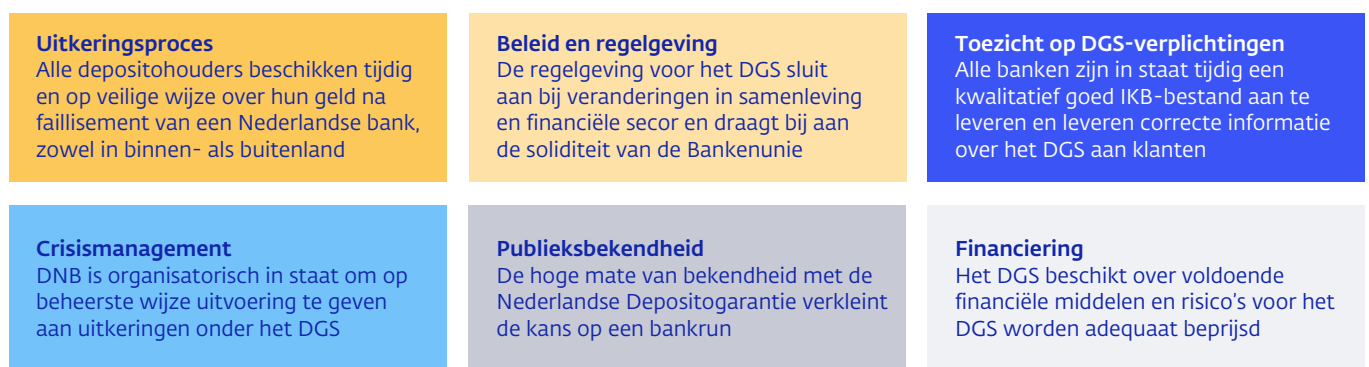 Uitkeringsproces
Alle depositohouders beschikken tijdig
en op veilige wijze over hun geld na
faillisement van een Nederlandse bank,
zowel in binnen- als buitenland
Beleid en regelgeving
De regelgeving voor het DGS sluit
aan bij veranderingen in samenleving
en financiële secor en draagt bij aan
de soliditeit van de Bankenunie
Toezicht op DGS-verplichtingen
Alle banken zijn in staat tijdig een
kwalitatief goed IKB-bestand aan te
leveren en leveren correcte informatie
over het DGS aan klanten
Crisismanagement
DNB is organisatorisch in staat om op
beheerste wijze uitvoering te geven
aan uitkeringen onder het DGS
Publieksbekendheid
De hoge mate van bekendheid met de
Nederlandse Depositogarantie verkleint
de kans op een bankrun
Financiering
Het DGS beschikt over voldoende
financiële middelen en risico's voor het
DGS worden adequaat beprijsd